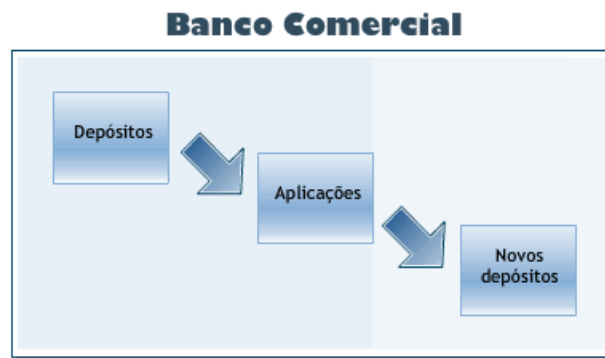 Banco Comercial
Depósitos
Aplicações
Novos
depósitos